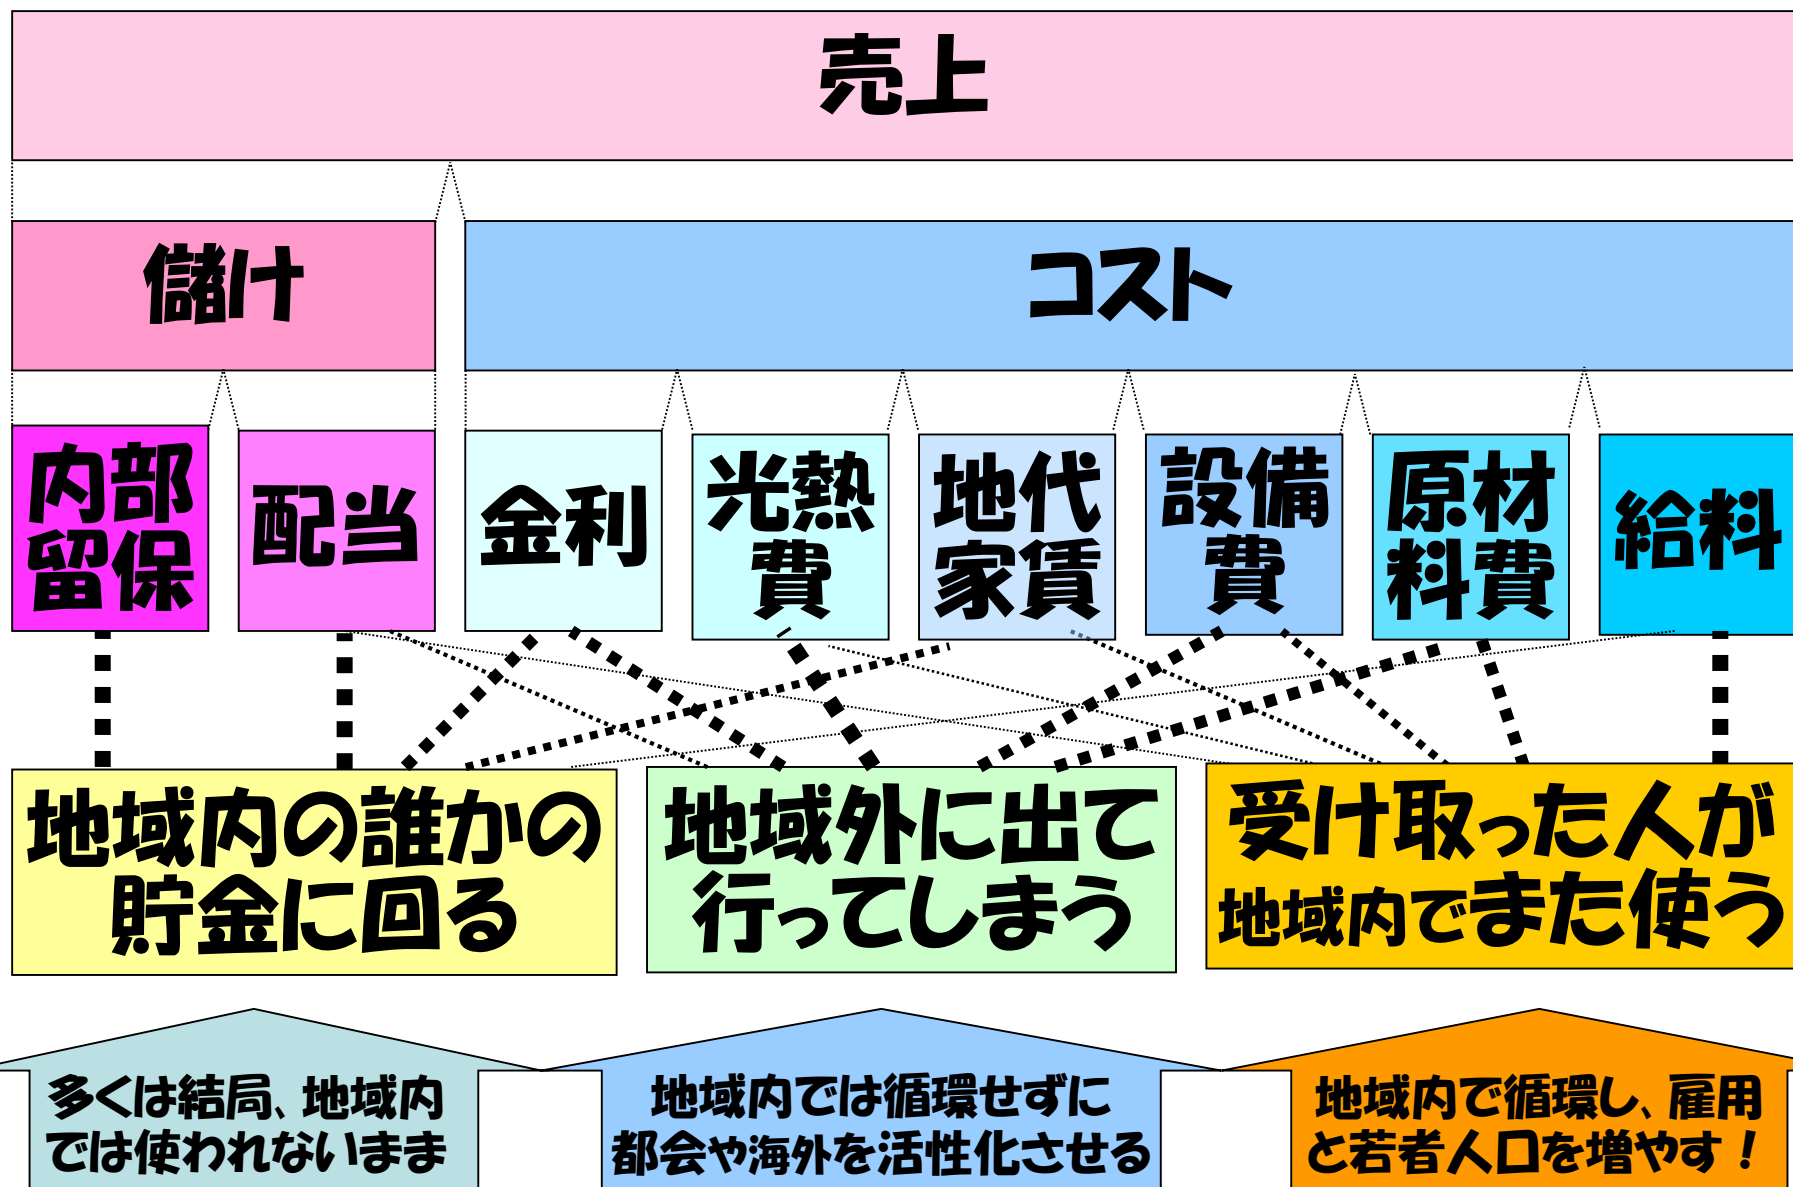 売上
儲け
コスト
内部
留保
配当
金利
光熱
費
地代
家賃
設備
費
原材
料費
給料
地域内の誰かの
貯金に回る
地域外に出て
行ってしまう
受け取った人が
地域内でまた使う
多くは結局、地域内
では使われないまま
地域内では循環せずに
都会や海外を活性化させる
地域内で循環し、雇用
と若者人口を増やす！